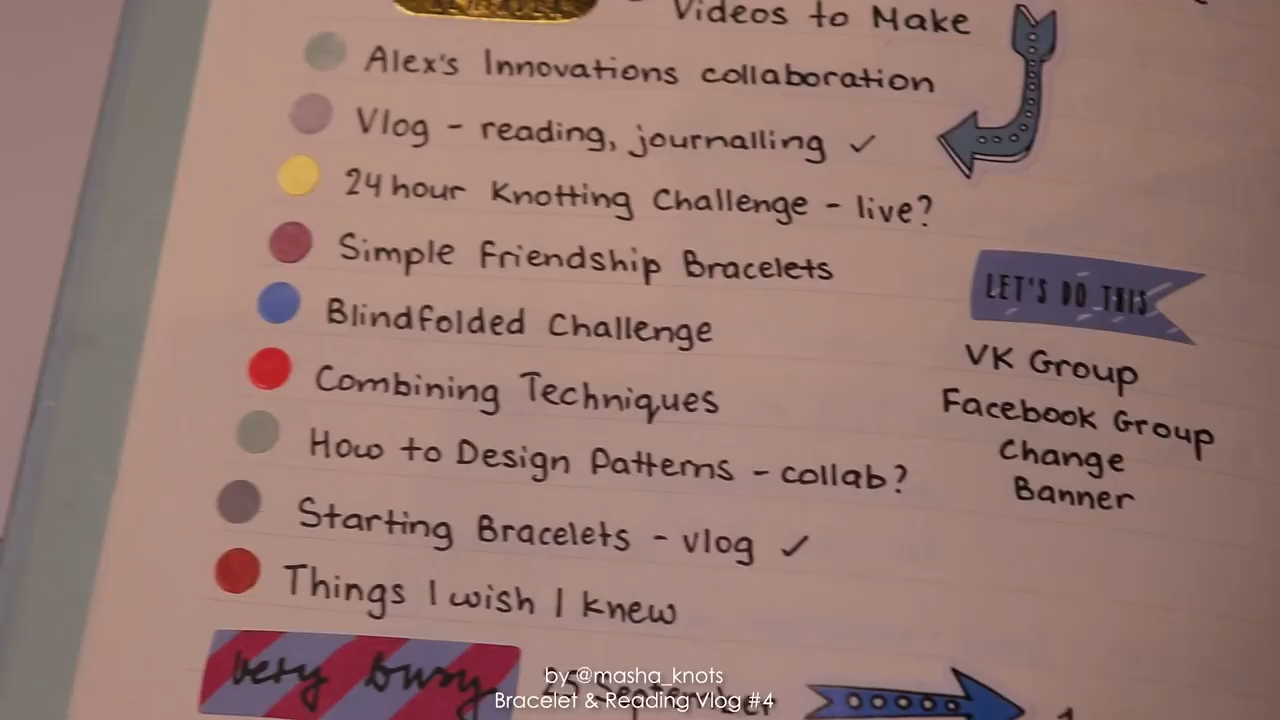 Videos to Make
Alex's Innovations collaboration
Vlog - reading, journalling ✓
24 hour Knotting Challenge - live?
Simple Friendship Bracelets
Blindfolded Challenge
Combining Techniques
How to Design Patterns - collab?
Starting Bracelets - vlog ✓
Things I wish I knew
LET'S DO THIS
VK Group
Facebook Group
Change
Banner
very busy
25 September
by @masha_knots
Bracelet & Reading Vlog #4